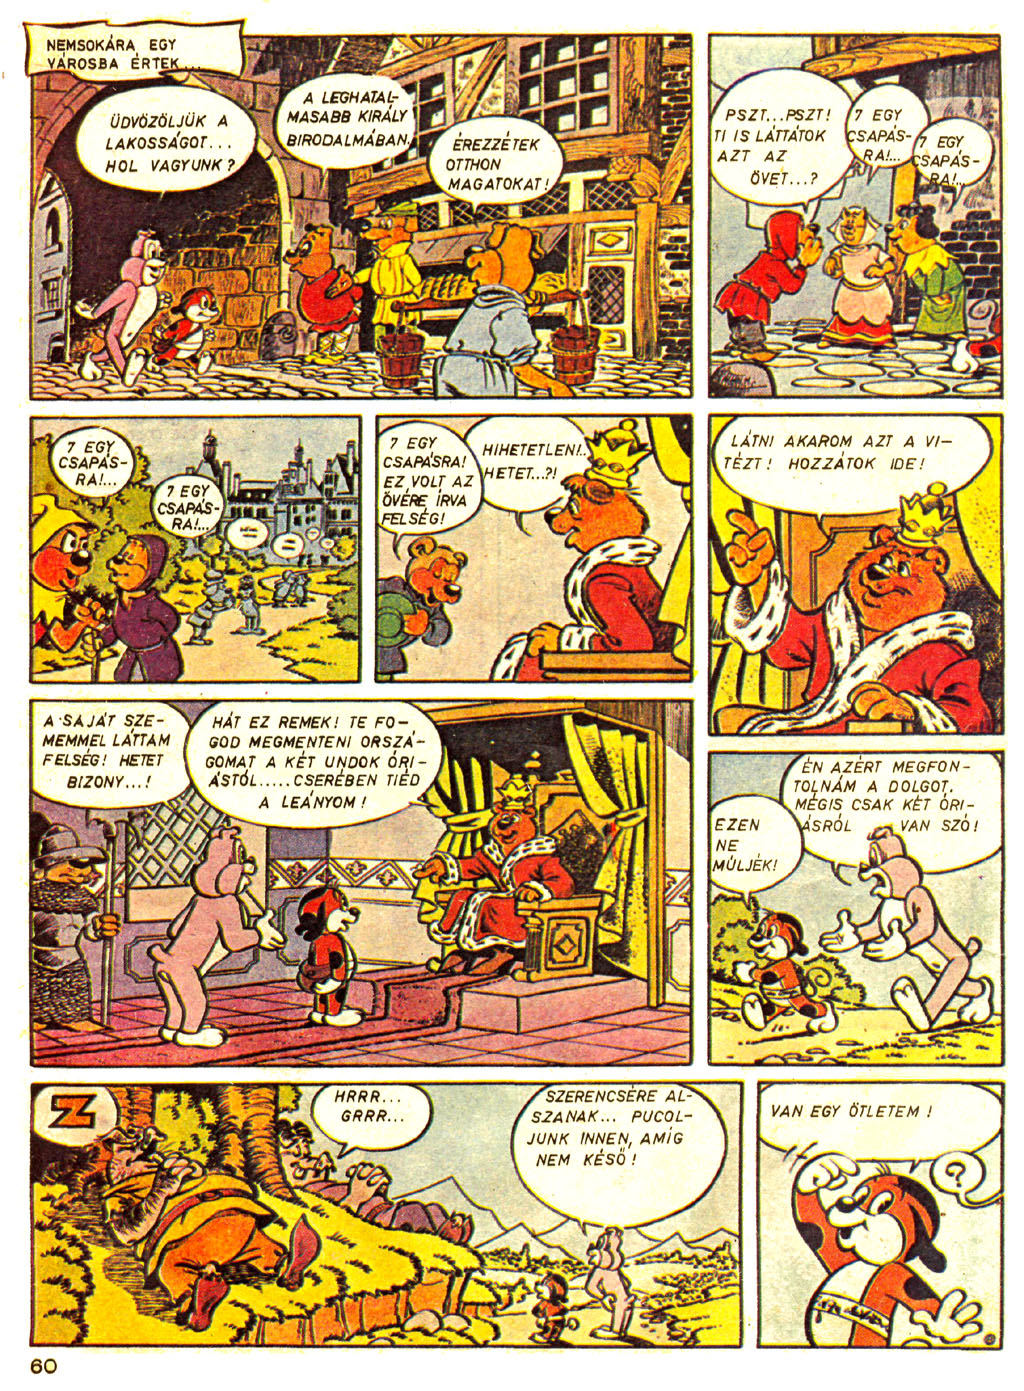 NEMSOKÁRA EGY
VÁROSBA ÉRTEK...
ÜDVÖZÖLJÜK A
LAKOSSÁGOT...
HOL VAGYUNK?
A LEGHATAL-
MASABB KIRÁLY
BIRODALMÁBAN.
ÉREZZÉTEK
OTTHON
MAGATOKAT!
PSZT...PSZT!
TI IS LÁTTÁTOK
AZT AZ
ÖVET...?
7 EGY
CSAPÁS-
RA!...
7 EGY
CSAPÁS-
RA!...
7 EGY
CSAPÁS-
RA!...
7 EGY
CSAPÁS-
RA!...
7 EGY
CSAPÁSRA!
EZ VOLT AZ
ÖVÉRE ÍRVA
FELSÉG!
HIHETETLEN!..
HETET...?!
LÁTNI AKAROM AZT A VI-
TÉZT! HOZZÁTOK IDE!
A SAJÁT SZE-
MEMMEL LÁTTAM
FELSÉG! HETET
BIZONY...!
HÁT EZ REMEK! TE FO-
GOD MEGMENTENI ORSZÁ-
GOMAT A KÉT UNDOK ÓRI-
ÁSTÓL.....CSERÉBEN TIÉD
A LEÁNYOM!
EZEN
NE
MÚLJÉK!
ÉN AZÉRT MEGFON-
TOLNÁM A DOLGOT,
MÉGIS CSAK KÉT ÓRI-
ÁSRÓL VAN SZÓ!
Z
HRRR...
GRRR...
SZERENCSÉRE AL-
SZANAK... PUCOL-
JUNK INNEN, AMÍG
NEM KÉSŐ!
VAN EGY ÖTLETEM!
?
60